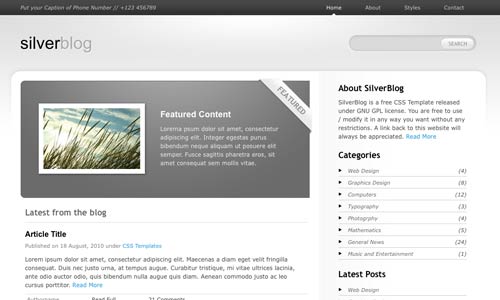 Put your Caption of Phone Number // +123 456789
Home
About
Styles
Contact
silverblog
SEARCH
FEATURED
Featured Content
Lorem ipsum dolor sit amet, consectetur
adipiscing elit. Integer egestas purus
bibendum neque aliquam ut posuere elit
semper. Fusce sagittis pharetra eros, sit
amet consequat sem mollis vitae.
Latest from the blog
Article Title
Published on 18 August, 2010 under CSS Templates
Lorem ipsum dolor sit amet, consectetur adipiscing elit. Maecenas a diam eget velit fringilla
consequat. Duis nec justo urna, at tempus augue. Curabitur tristique, mi vitae ultrices lacinia,
ante odio auctor odio, quis bibendum nulla augue quis diam. Aenean commodo justo ac leo
cursus porttitor. Read More
Authorname
Read Full
21 Comments
About SilverBlog
SilverBlog is a free CSS Template released
under GNU GPL license. You are free to use
/ modify it in any way you want without any
restrictions. A link back to this website will
always be appreciated. Read More
Categories
Web Design (4)
Graphics Design (8)
Computers (12)
Typography (3)
Photogrphy (4)
Mathematics (5)
General News (24)
Music and Entertainment (1)
Latest Posts
Web Design